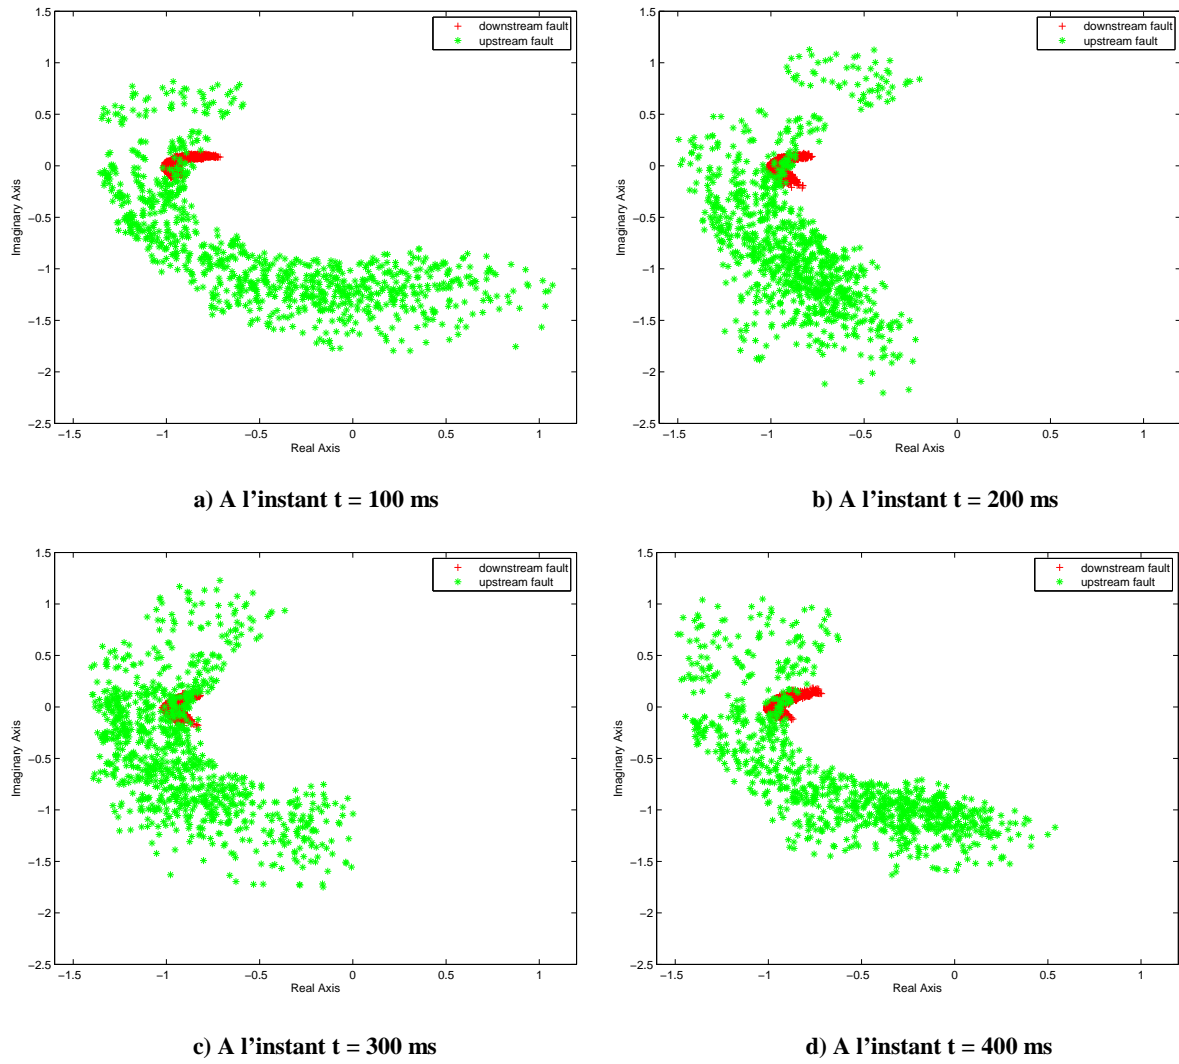 1.5
1
0.5
0
−0.5
−1
−1.5
−2
−2.5
Imaginary Axis
−1.5 −1 −0.5 0 0.5 1
Real Axis
downstream fault
upstream fault
a) A l’instant t = 100 ms
1.5
1
0.5
0
−0.5
−1
−1.5
−2
−2.5
Imaginary Axis
−1.5 −1 −0.5 0 0.5 1
Real Axis
downstream fault
upstream fault
b) A l’instant t = 200 ms
1.5
1
0.5
0
−0.5
−1
−1.5
−2
−2.5
Imaginary Axis
−1.5 −1 −0.5 0 0.5 1
Real Axis
downstream fault
upstream fault
c) A l’instant t = 300 ms
1.5
1
0.5
0
−0.5
−1
−1.5
−2
−2.5
Imaginary Axis
−1.5 −1 −0.5 0 0.5 1
Real Axis
downstream fault
upstream fault
d) A l’instant t = 400 ms